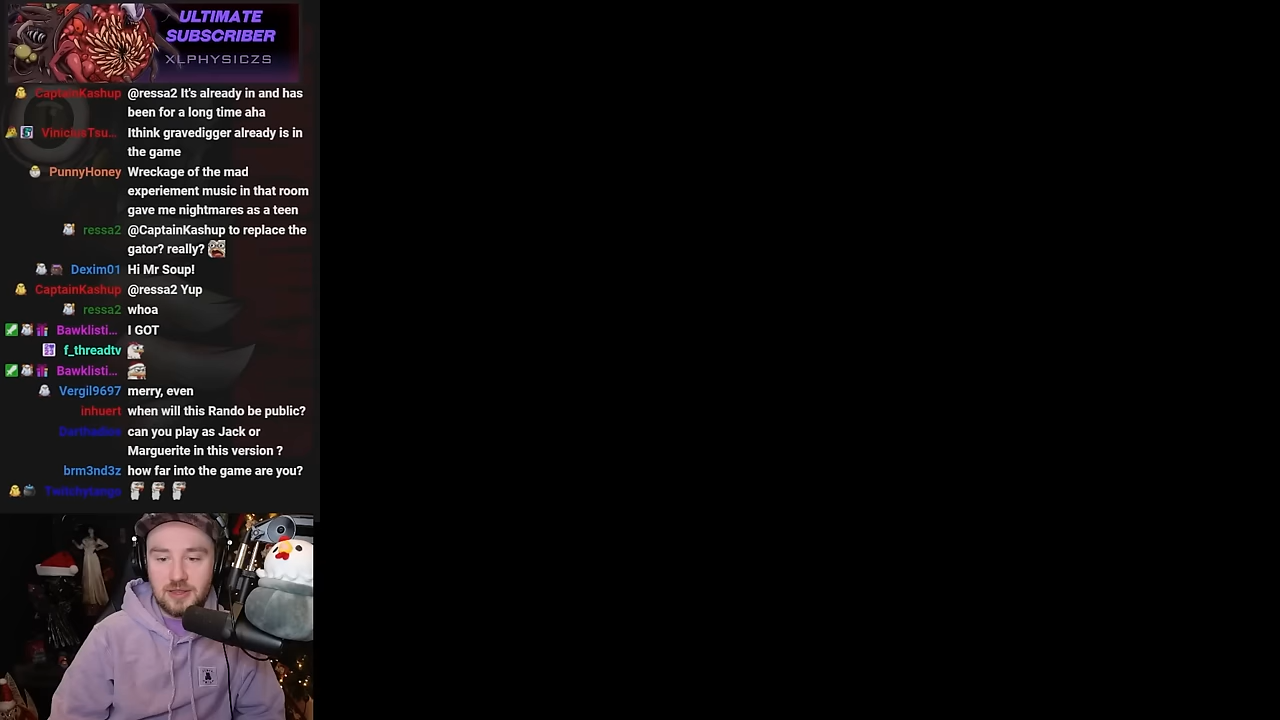 ULTIMATE
SUBSCRIBER
XLPHYSICZS
CaptainKashup @ressa2 It's already in and has
been for a long time aha
ViniciusTsu... Ithink gravedigger already is in
the game
PunnyHoney Wreckage of the mad
experiement music in that room
gave me nightmares as a teen
ressa2 @CaptainKashup to replace the
gator? really?
Dexim01 Hi Mr Soup!
CaptainKashup @ressa2 Yup
ressa2 whoa
Bawklisti... I GOT
f_threadtv
Bawklisti...
Vergil9697 merry, even
inhuert when will this Rando be public?
can you play as Jack or
Marguerite in this version ?
brm3nd3z how far into the game are you?
Twitchytango